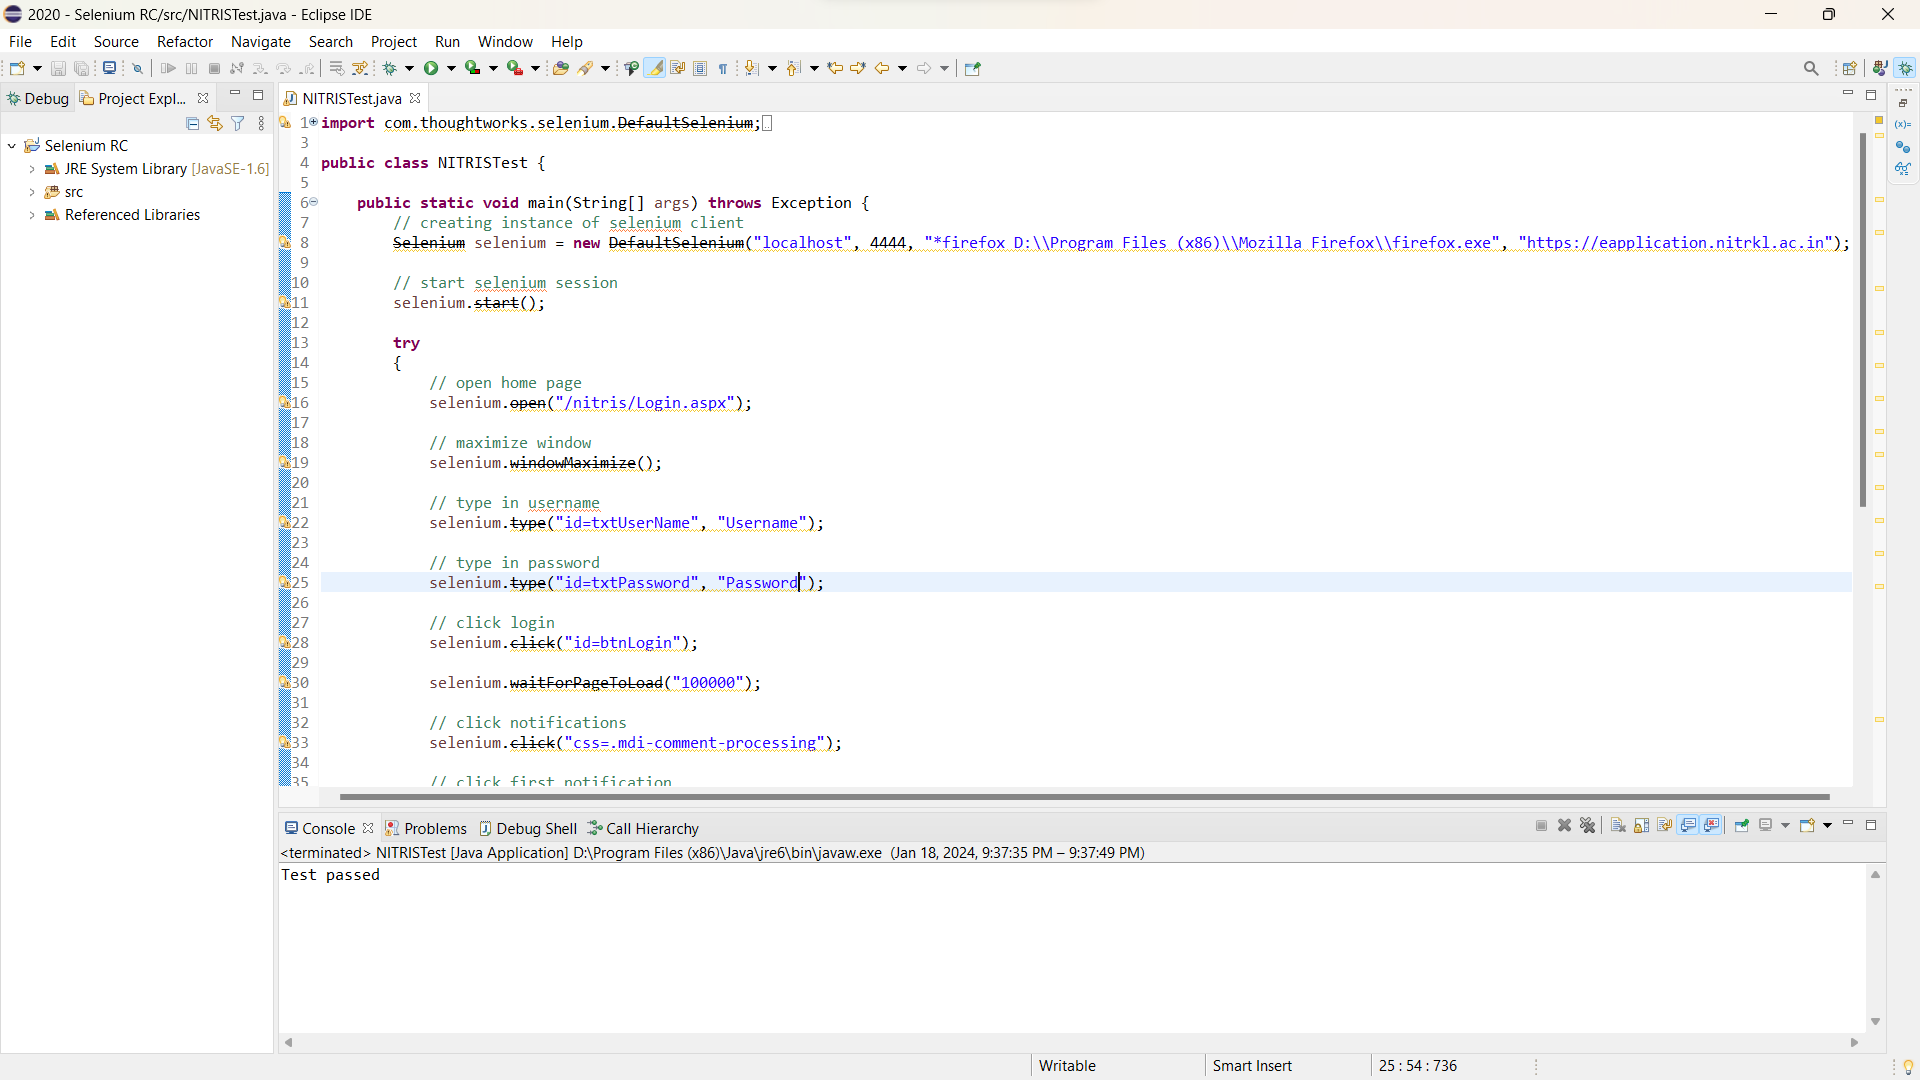 2020 - Selenium RC/src/NITRISTest.java - Eclipse IDE
File Edit Source Refactor Navigate Search Project Run Window Help
Debug Project Expl... NITRISTest.java
Selenium RC
JRE System Library [JavaSE-1.6]
src
Referenced Libraries
1 import com.thoughtworks.selenium.DefaultSelenium;
3
4 public class NITRISTest {
5
6 public static void main(String[] args) throws Exception {
7 // creating instance of selenium client
8 Selenium selenium = new DefaultSelenium("localhost", 4444, "*firefox D:\\Program Files (x86)\\Mozilla Firefox\\firefox.exe", "https://eapplication.nitrkl.ac.in");
9
10 // start selenium session
11 selenium.start();
12
13 try
14 {
15 // open home page
16 selenium.open("/nitris/Login.aspx");
17
18 // maximize window
19 selenium.windowMaximize();
20
21 // type in username
22 selenium.type("id=txtUserName", "Username");
23
24 // type in password
25 selenium.type("id=txtPassword", "Password");
26
27 // click login
28 selenium.click("id=btnLogin");
29
30 selenium.waitForPageToLoad("100000");
31
32 // click notifications
33 selenium.click("css=.mdi-comment-processing");
34
35 // click first notification
Console Problems Debug Shell Call Hierarchy
<terminated> NITRISTest [Java Application] D:\Program Files (x86)\Java\jre6\bin\javaw.exe (Jan 18, 2024, 9:37:35 PM – 9:37:49 PM)
Test passed
Writable Smart Insert 25 : 54 : 736